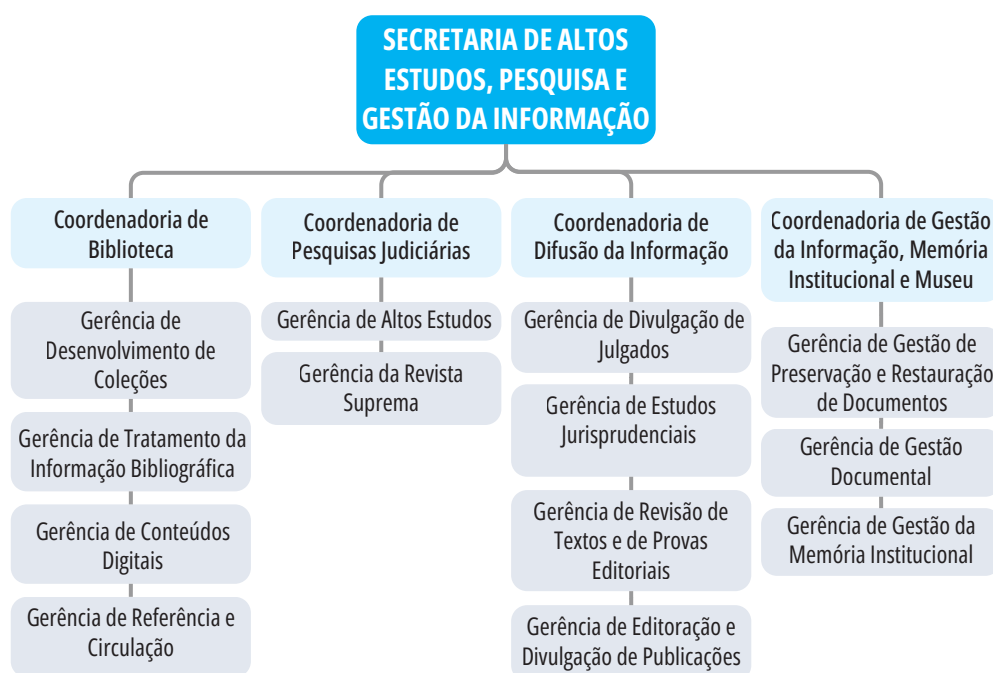 SECRETARIA DE ALTOS
ESTUDOS, PESQUISA E
GESTÃO DA INFORMAÇÃO
Coordenadoria de
Biblioteca
Gerência de
Desenvolvimento de
Coleções
Gerência de Tratamento da
Informação Bibliográfica
Gerência de Conteúdos
Digitais
Gerência de Referência e
Circulação
Coordenadoria de
Pesquisas Judiciárias
Gerência de Altos Estudos
Gerência da Revista
Suprema
Coordenadoria de
Difusão da Informação
Gerência de Divulgação de
Julgados
Gerência de Estudos
Jurisprudenciais
Gerência de Revisão de
Textos e de Provas
Editoriais
Gerência de Editoração e
Divulgação de Publicações
Coordenadoria de Gestão
da Informação, Memória
Institucional e Museu
Gerência de Gestão de
Preservação e Restauração
de Documentos
Gerência de Gestão
Documental
Gerência de Gestão da
Memória Institucional